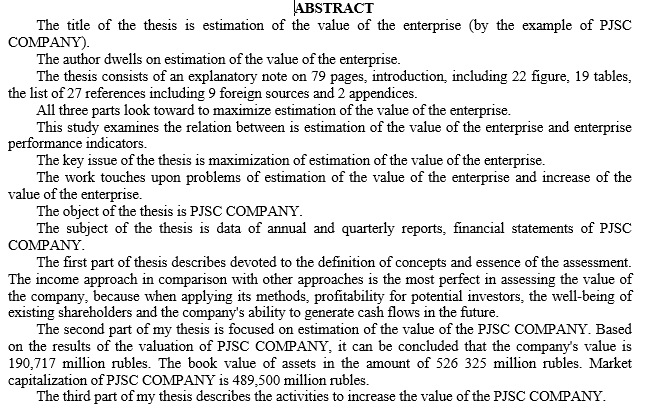 ABSTRACT
The title of the thesis is estimation of the value of the enterprise (by the example of PJSC
COMPANY).
The author dwells on estimation of the value of the enterprise.
The thesis consists of an explanatory note on 79 pages, introduction, including 22 figure, 19 tables,
the list of 27 references including 9 foreign sources and 2 appendices.
All three parts look toward to maximize estimation of the value of the enterprise.
This study examines the relation between is estimation of the value of the enterprise and enterprise
performance indicators.
The key issue of the thesis is maximization of estimation of the value of the enterprise.
The work touches upon problems of estimation of the value of the enterprise and increase of the
value of the enterprise.
The object of the thesis is PJSC COMPANY.
The subject of the thesis is data of annual and quarterly reports, financial statements of PJSC
COMPANY.
The first part of thesis describes devoted to the definition of concepts and essence of the assessment.
The income approach in comparison with other approaches is the most perfect in assessing the value of
the company, because when applying its methods, profitability for potential investors, the well-being of
existing shareholders and the company's ability to generate cash flows in the future.
The second part of my thesis is focused on estimation of the value of the PJSC COMPANY. Based
on the results of the valuation of PJSC COMPANY, it can be concluded that the company's value is
190,717 million rubles. The book value of assets in the amount of 526 325 million rubles. Market
capitalization of PJSC COMPANY is 489,500 million rubles.
The third part of my thesis describes the activities to increase the value of the PJSC COMPANY.